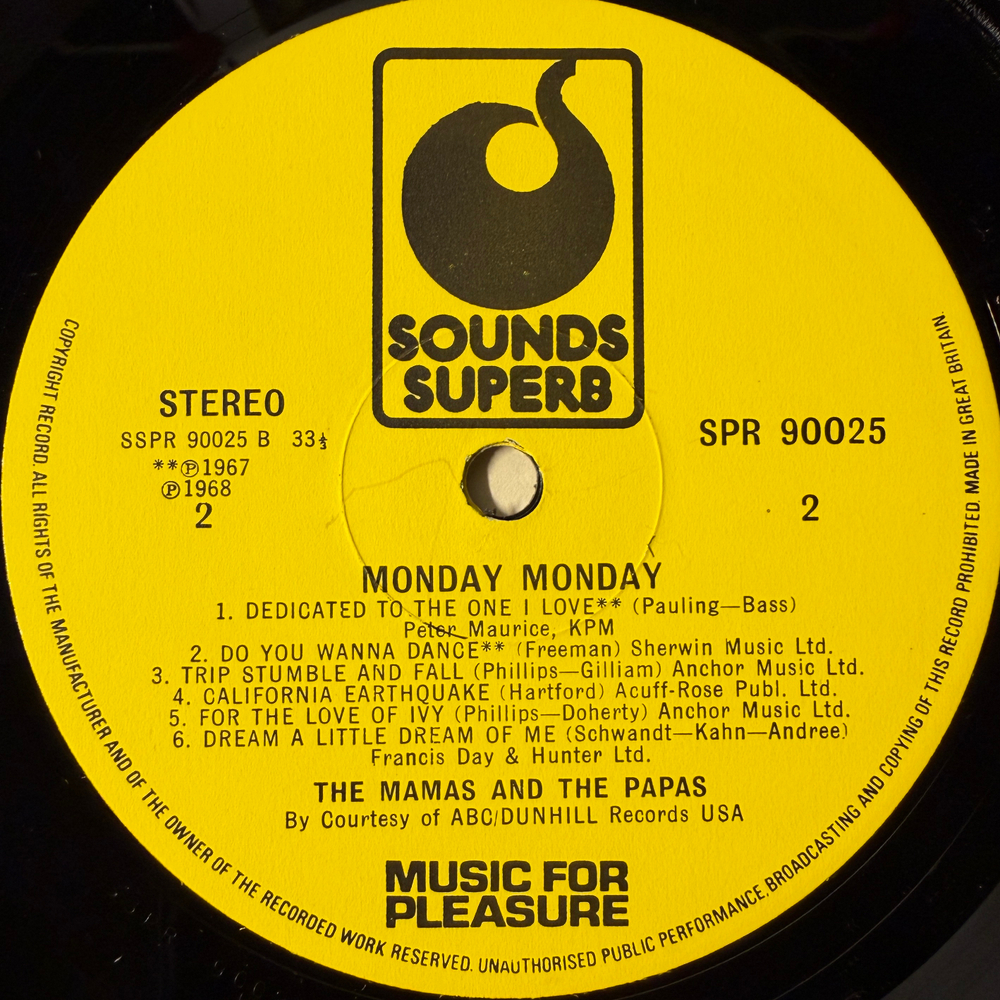 SOUNDS
SUPERB
STEREO
SSPR 90025 B 33⅓
**℗1967
℗1968
2
SPR 90025
2
MONDAY MONDAY
1. DEDICATED TO THE ONE I LOVE** (Pauling—Bass)
Peter Maurice, KPM
2. DO YOU WANNA DANCE** (Freeman) Sherwin Music Ltd.
3. TRIP STUMBLE AND FALL (Phillips—Gilliam) Anchor Music Ltd.
4. CALIFORNIA EARTHQUAKE (Hartford) Acuff-Rose Publ. Ltd.
5. FOR THE LOVE OF IVY (Phillips—Doherty) Anchor Music Ltd.
6. DREAM A LITTLE DREAM OF ME (Schwandt—Kahn—Andree)
Francis Day & Hunter Ltd.
THE MAMAS AND THE PAPAS
By Courtesy of ABC/DUNHILL Records USA
MUSIC FOR
PLEASURE
COPYRIGHT RECORD. ALL RIGHTS OF THE MANUFACTURER AND OF THE OWNER OF THE RECORDED WORK RESERVED. UNAUTHORISED PUBLIC PERFORMANCE, BROADCASTING AND COPYING OF THIS RECORD PROHIBITED. MADE IN GREAT BRITAIN.